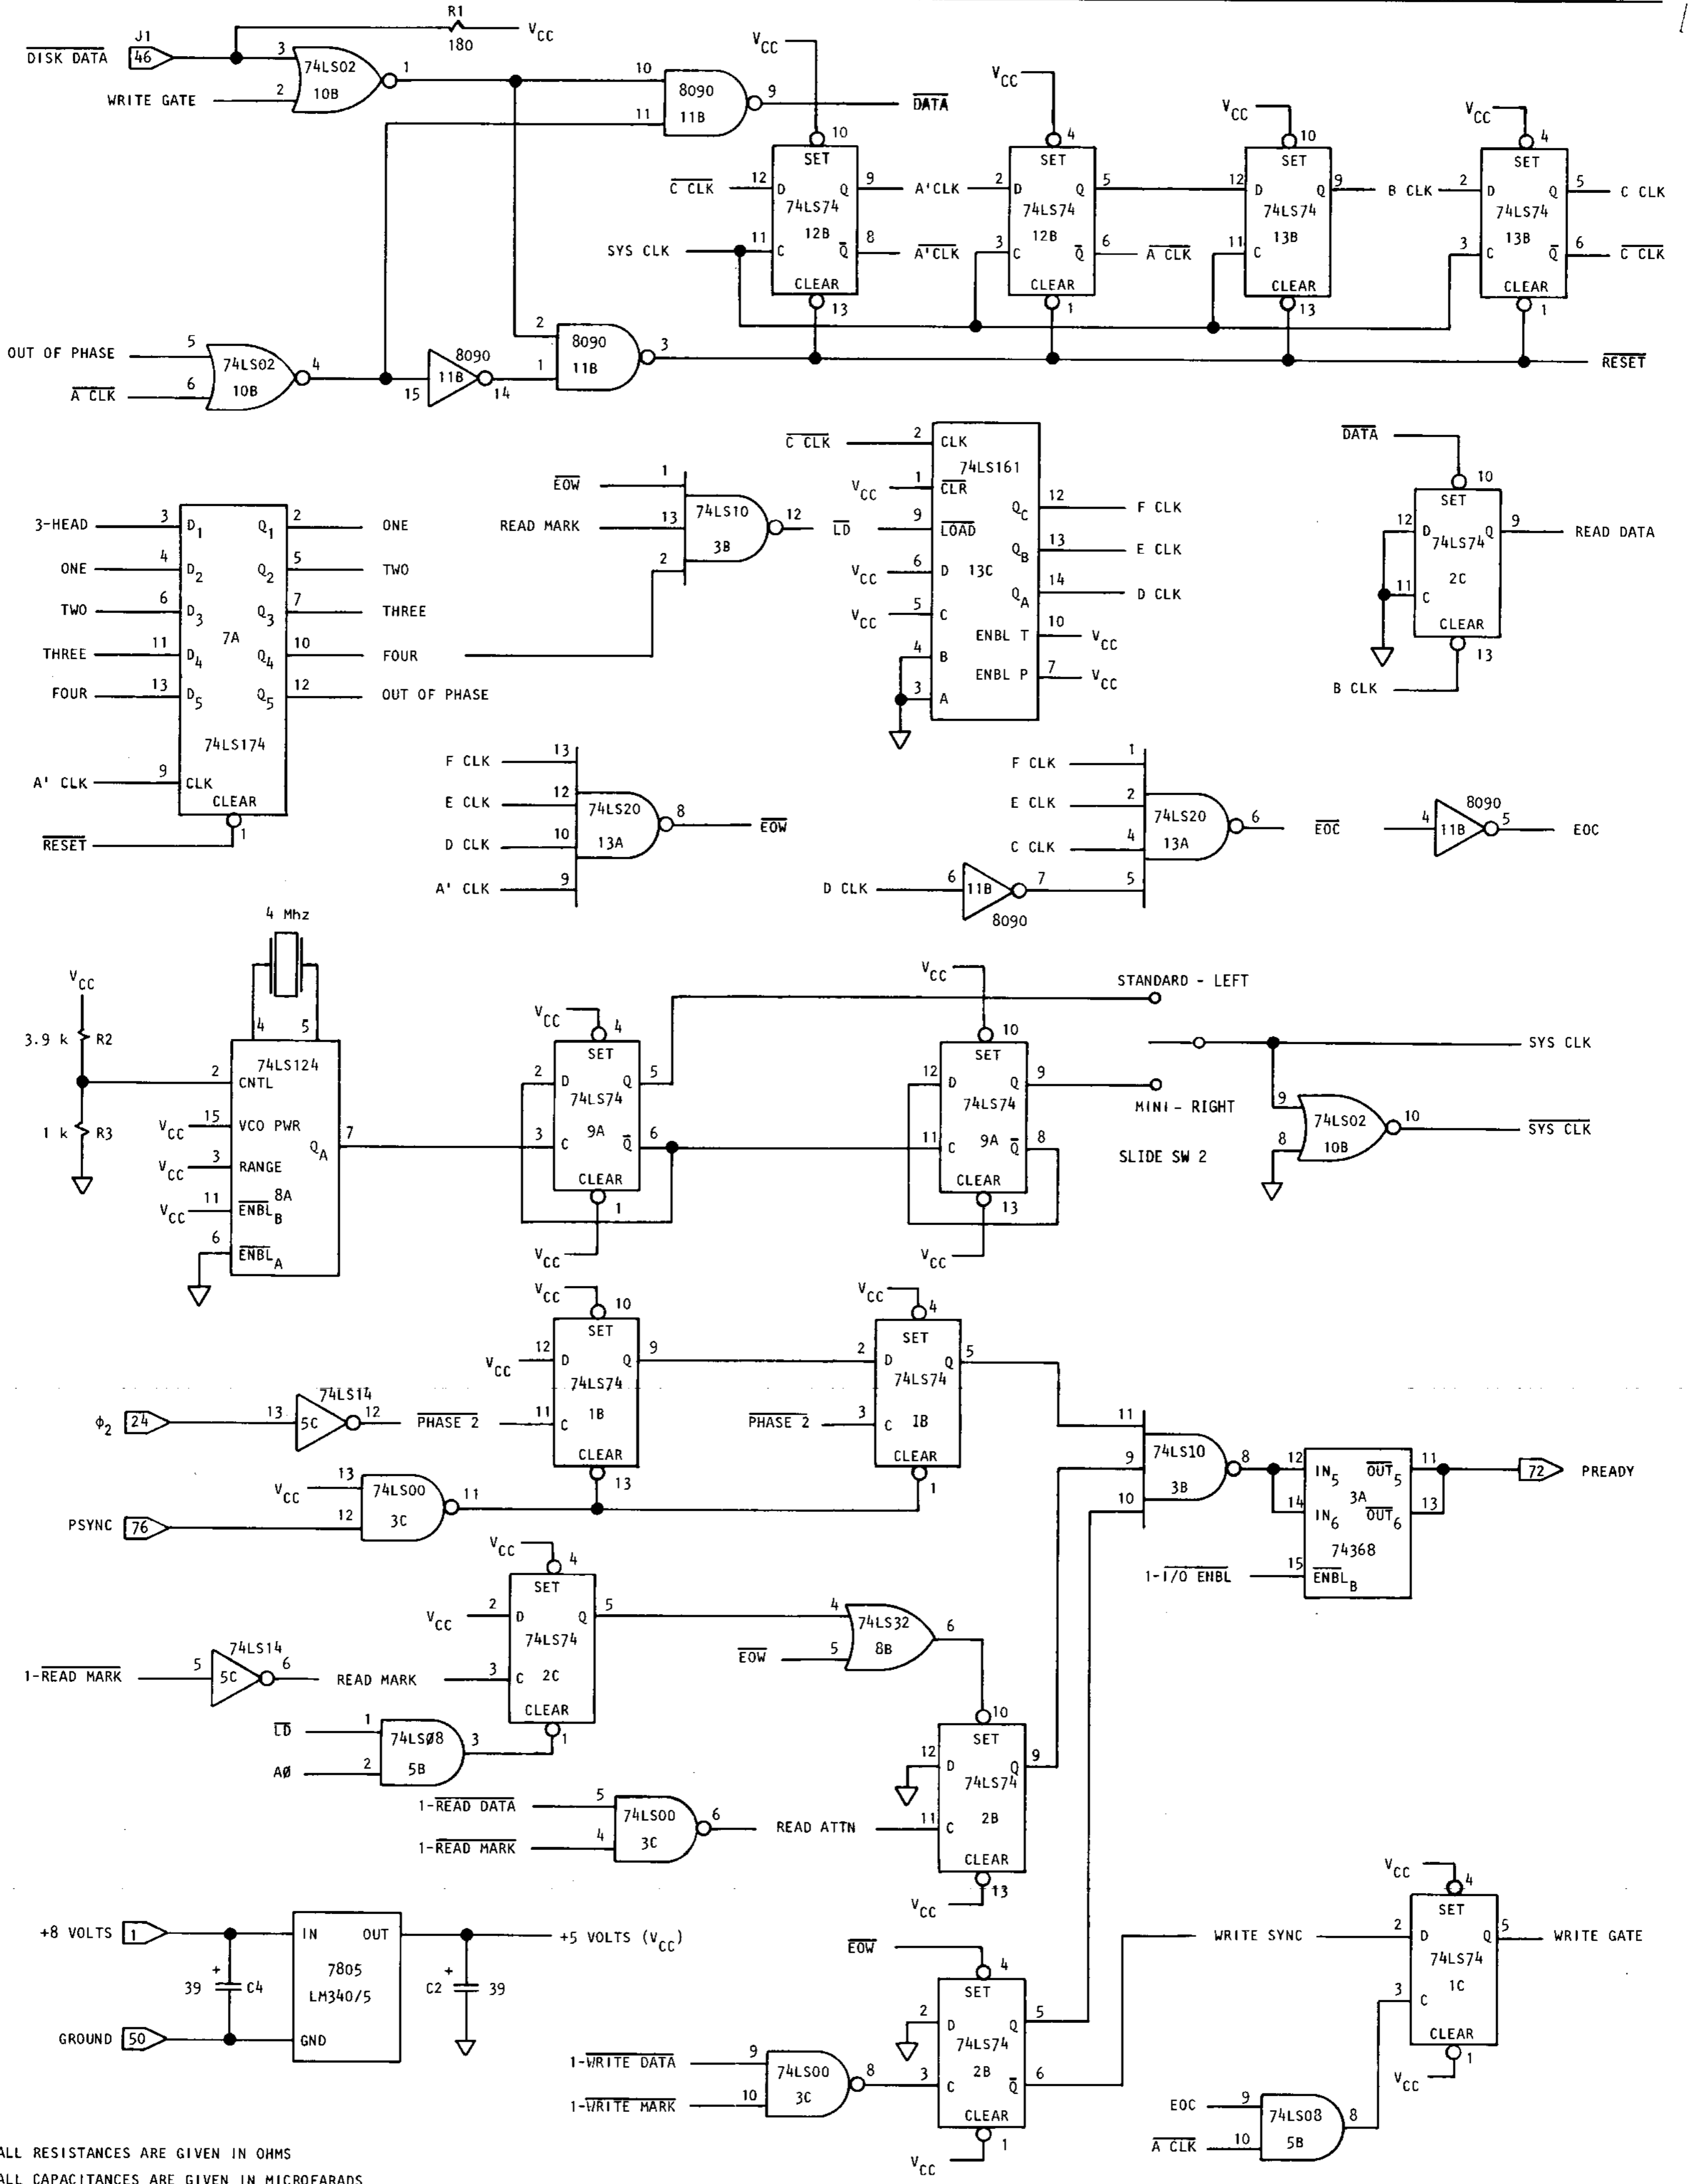 R1
180
VCC
J1
46
DISK DATA
WRITE GATE
3
2
74LS02
10B
1
10
11
8090
11B
9
DATA
VCC
10
SET
C CLK
12
D
Q
9
74LS74
12B
SYS CLK
11
C
Q
8
CLEAR
13
A'CLK
A'CLK
VCC
4
SET
2
D
Q
5
74LS74
12B
3
C
Q
6
A CLK
CLEAR
1
VCC
10
SET
12
D
Q
9
74LS74
13B
11
C
CLEAR
13
B CLK
VCC
4
SET
2
D
Q
5
C CLK
74LS74
13B
3
C
Q
6
C CLK
CLEAR
1
OUT OF PHASE
5
A CLK
6
74LS02
10B
4
15
8090
11B
14
2
1
8090
11B
3
RESET
3-HEAD
3
D1
Q1
2
ONE
ONE
4
D2
Q2
5
TWO
TWO
6
D3
Q3
7
THREE
7A
THREE
11
D4
Q4
10
FOUR
FOUR
13
D5
Q5
12
OUT OF PHASE
74LS174
A' CLK
9
CLK
CLEAR
1
RESET
EOW
1
READ MARK
13
2
74LS10
3B
12
LD
C CLK
2
CLK
74LS161
VCC
1
CLR
9
LOAD
VCC
6
D
13C
VCC
5
C
4
B
3
A
QC
12
F CLK
QB
13
E CLK
QA
14
D CLK
ENBL T
10
VCC
ENBL P
7
VCC
DATA
10
SET
12
D
Q
9
READ DATA
74LS74
2C
11
C
CLEAR
13
B CLK
F CLK
13
E CLK
12
D CLK
10
A' CLK
9
74LS20
13A
8
EOW
F CLK
1
E CLK
2
C CLK
4
D CLK
6
11B
7
8090
5
74LS20
13A
6
EOC
4
8090
11B
5
EOC
4 Mhz
VCC
3.9 k
R2
1 k
R3
4
5
74LS124
2
CNTL
VCC
15
VCO PWR
VCC
3
RANGE
VCC
11
ENBLB
8A
6
ENBLA
QA
7
VCC
4
SET
2
D
Q
5
74LS74
9A
3
C
Q
6
CLEAR
1
VCC
VCC
10
SET
12
D
Q
9
74LS74
9A
11
C
Q
8
CLEAR
13
VCC
STANDARD - LEFT
MINI - RIGHT
SLIDE SW 2
SYS CLK
9
8
74LS02
10B
10
SYS CLK
ϕ2
24
13
74LS14
5C
12
PHASE 2
VCC
10
SET
VCC
12
D
Q
9
74LS74
1B
11
C
CLEAR
13
VCC
4
SET
2
D
Q
5
74LS74
1B
PHASE 2
3
C
CLEAR
1
VCC
13
PSYNC
76
12
74LS00
3C
11
11
9
10
74LS10
3B
8
12
IN5
OUT5
11
3A
14
IN6
OUT6
13
74368
1-I/O ENBL
15
ENBLB
72
PREADY
VCC
4
SET
VCC
2
D
Q
5
74LS74
2C
3
C
CLEAR
1
1-READ MARK
5
74LS14
5C
6
READ MARK
LD
1
AØ
2
74LSØ8
5B
3
4
EOW
5
74LS32
8B
6
1-READ DATA
5
1-READ MARK
4
74LS00
3C
6
READ ATTN
10
SET
12
D
Q
9
74LS74
2B
11
C
CLEAR
13
VCC
+8 VOLTS
1
IN
OUT
7805
LM340/5
GND
+
39
C4
+
C2
39
+5 VOLTS (VCC)
GROUND
50
EOW
4
SET
2
D
Q
5
74LS74
2B
3
C
Q
6
CLEAR
1
VCC
1-WRITE DATA
9
1-WRITE MARK
10
74LS00
3C
8
WRITE SYNC
VCC
4
SET
2
D
Q
5
WRITE GATE
74LS74
1C
3
C
CLEAR
1
VCC
EOC
9
A CLK
10
74LS08
5B
8
ALL RESISTANCES ARE GIVEN IN OHMS
ALL CAPACITANCES ARE GIVEN IN MICROFARADS